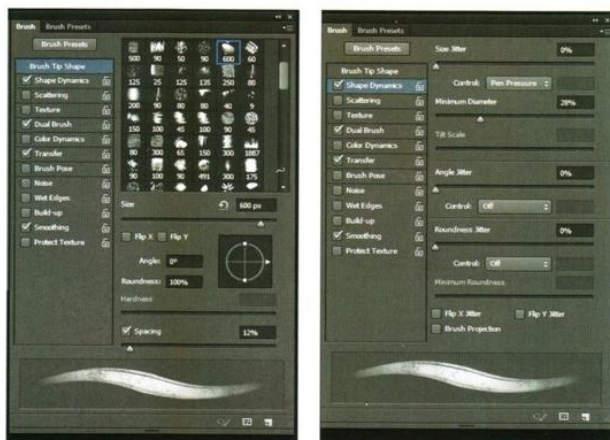 Brush Brush Presets
Brush Presets
Brush Tip Shape
Shape Dynamics
Scattering
Texture
Dual Brush
Color Dynamics
Transfer
Brush Pose
Noise
Wet Edges
Build-up
Smoothing
Protect Texture
500 90 50 90 600 60
125 25 125 135 250 80
200 90 80 80 40 9
150 100 45 100 90 45
80 300 65 150 300 1887
90 100 90 491 300 175
Size 600 px
Flip X Flip Y
Angle: 0°
Roundness: 100%
Hardness
Spacing 12%
Brush Brush Presets
Brush Presets
Brush Tip Shape
Shape Dynamics
Scattering
Texture
Dual Brush
Color Dynamics
Transfer
Brush Pose
Noise
Wet Edges
Build-up
Smoothing
Protect Texture
Size Jitter 0%
Control: Pen Pressure
Minimum Diameter 28%
Tilt Scale
Angle Jitter 0%
Control: Off
Roundness Jitter 0%
Control: Off
Minimum Roundness
Flip X Jitter Flip Y Jitter
Brush Projection